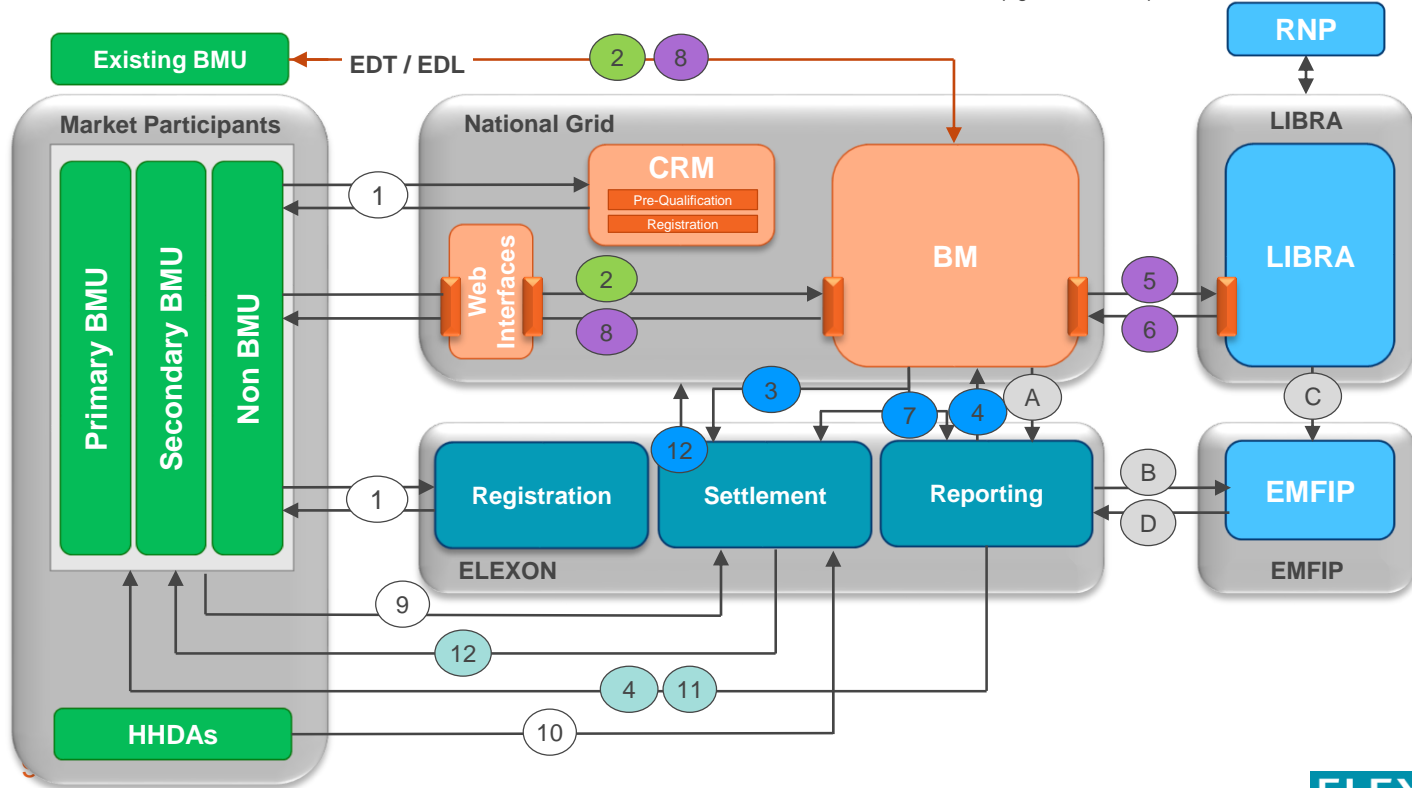 RNP
Existing BMU
EDT / EDL
2
8
Market Participants
National Grid
LIBRA
CRM
Pre-Qualification
Registration
1
Web
Interfaces
BM
LIBRA
2
8
5
6
Primary BMU
Secondary BMU
Non BMU
3
7
4
A
C
12
1
Registration
Settlement
Reporting
B
D
EMFIP
ELEXON
EMFIP
9
12
4
11
HHDAs
10